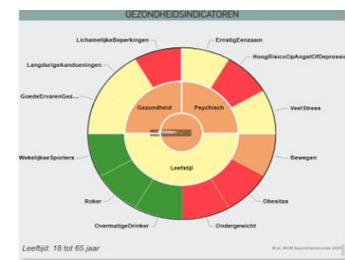 GEZONDHEIDSINDICATOREN
LichamelijkeBeperkingen
ErnstigEenzaam
LangdurigeAandoeningen
HoogRisicoOpAngstOfDepressie
GoedeErvarenGez...
Gezondheid
Psychisch
VeelStress
Leefstijl
WekelijkseSporters
Bewegen
Roker
Obesitas
OvermatigeDrinker
Ondergewicht
Leeftijd: 18 tot 65 jaar